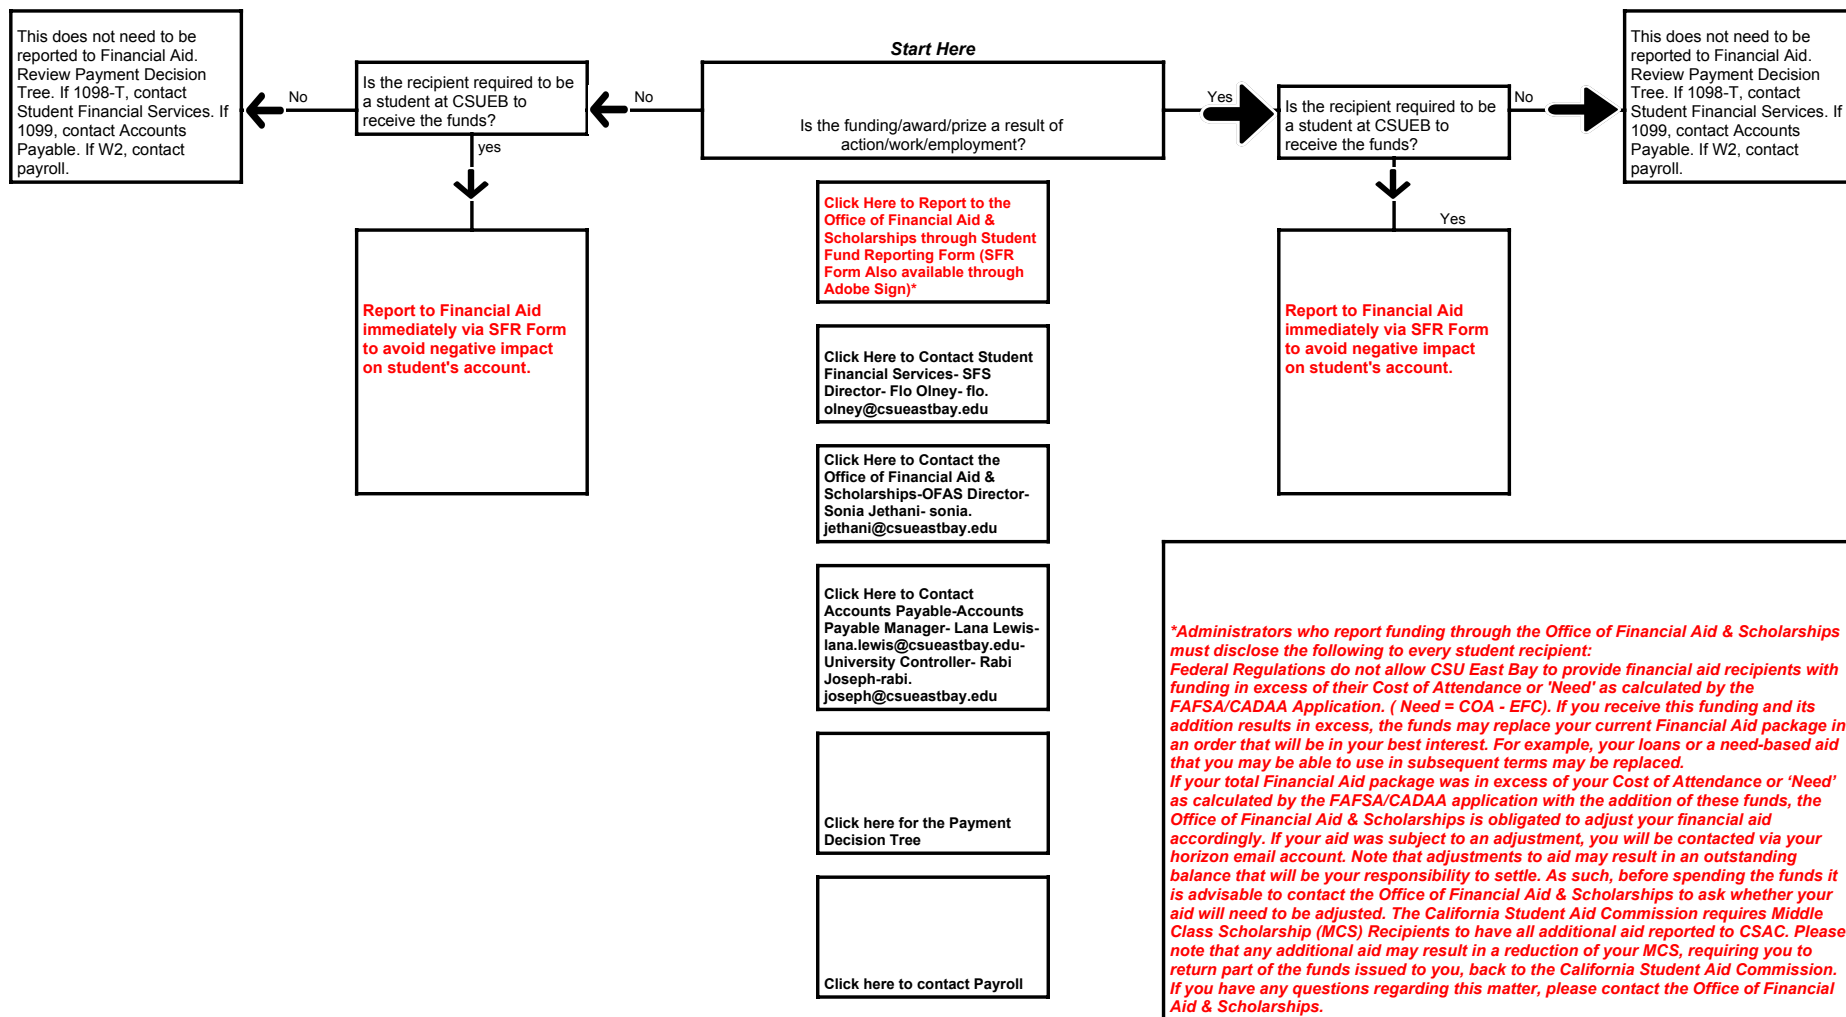 This does not need to be
reported to Financial Aid.
Review Payment Decision
Tree. If 1098-T, contact
Student Financial Services. If
1099, contact Accounts
Payable. If W2, contact
payroll.
No
Is the recipient required to be
a student at CSUEB to
receive the funds?
yes
No
Start Here
Is the funding/award/prize a result of
action/work/employment?
Yes
Is the recipient required to be
a student at CSUEB to
receive the funds?
No
Yes
This does not need to be
reported to Financial Aid.
Review Payment Decision
Tree. If 1098-T, contact
Student Financial Services. If
1099, contact Accounts
Payable. If W2, contact
payroll.
Report to Financial Aid
immediately via SFR Form
to avoid negative impact
on student's account.
Click Here to Report to the
Office of Financial Aid &
Scholarships through Student
Fund Reporting Form (SFR
Form Also available through
Adobe Sign)*
Click Here to Contact Student
Financial Services- SFS
Director- Flo Olney- flo.
olney@csueastbay.edu
Click Here to Contact the
Office of Financial Aid &
Scholarships-OFAS Director-
Sonia Jethani- sonia.
jethani@csueastbay.edu
Click Here to Contact
Accounts Payable-Accounts
Payable Manager- Lana Lewis-
lana.lewis@csueastbay.edu-
University Controller- Rabi
Joseph-rabi.
joseph@csueastbay.edu
Click here for the Payment
Decision Tree
Click here to contact Payroll
Report to Financial Aid
immediately via SFR Form
to avoid negative impact
on student's account.
*Administrators who report funding through the Office of Financial Aid & Scholarships
must disclose the following to every student recipient:
Federal Regulations do not allow CSU East Bay to provide financial aid recipients with
funding in excess of their Cost of Attendance or 'Need' as calculated by the
FAFSA/CADAA Application. ( Need = COA - EFC). If you receive this funding and its
addition results in excess, the funds may replace your current Financial Aid package in
an order that will be in your best interest. For example, your loans or a need-based aid
that you may be able to use in subsequent terms may be replaced.
If your total Financial Aid package was in excess of your Cost of Attendance or ‘Need’
as calculated by the FAFSA/CADAA application with the addition of these funds, the
Office of Financial Aid & Scholarships is obligated to adjust your financial aid
accordingly. If your aid was subject to an adjustment, you will be contacted via your
horizon email account. Note that adjustments to aid may result in an outstanding
balance that will be your responsibility to settle. As such, before spending the funds it
is advisable to contact the Office of Financial Aid & Scholarships to ask whether your
aid will need to be adjusted. The California Student Aid Commission requires Middle
Class Scholarship (MCS) Recipients to have all additional aid reported to CSAC. Please
note that any additional aid may result in a reduction of your MCS, requiring you to
return part of the funds issued to you, back to the California Student Aid Commission.
If you have any questions regarding this matter, please contact the Office of Financial
Aid & Scholarships.